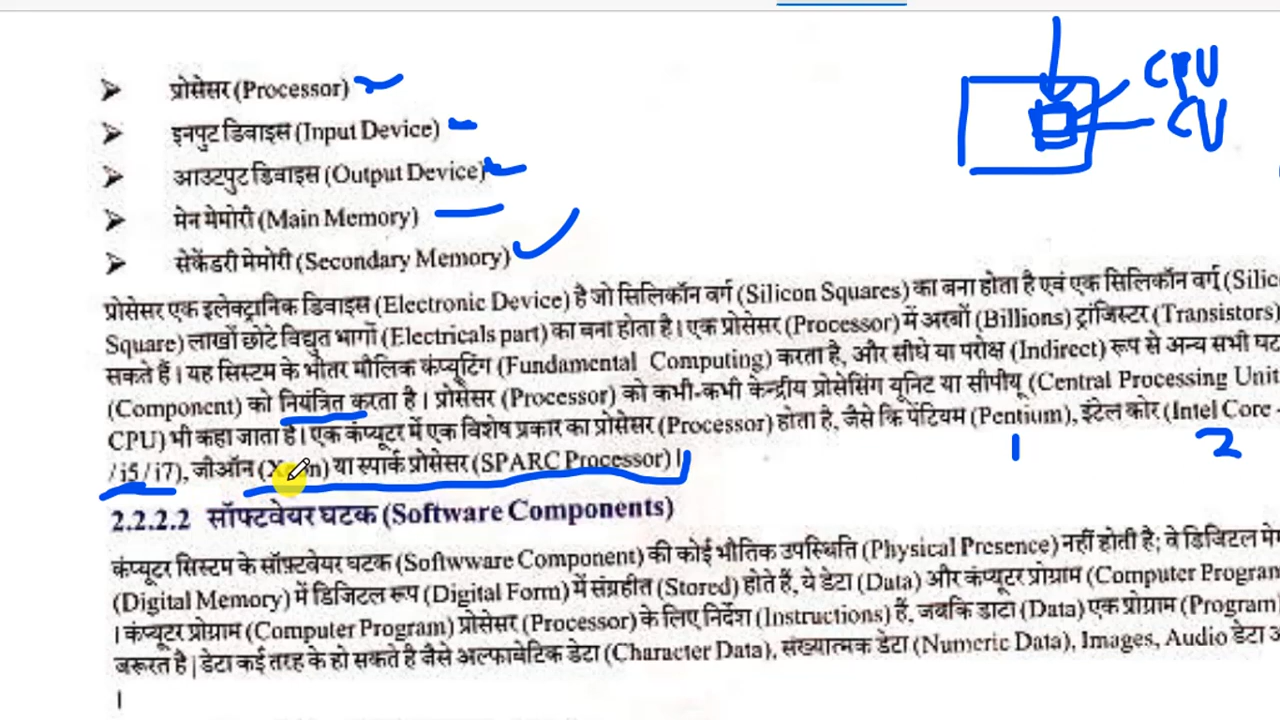 CPU
CU
➤ प्रोसेसर (Processor)
➤ इनपुट डिवाइस (Input Device)
➤ आउटपुट डिवाइस (Output Device)
➤ मेन मेमोरी (Main Memory)
➤ सेकेंडरी मेमोरी (Secondary Memory)
प्रोसेसर एक इलेक्ट्रानिक डिवाइस (Electronic Device) है जो सिलिकॉन वर्ग (Silicon Squares) का बना होता है एवं एक सिलिकॉन वर्ग (Silic
Square) लाखों छोटे विद्युत भागों (Electricals part) का बना होता है। एक प्रोसेसर (Processor) में अरबों (Billions) ट्रांजिस्टर (Transistors)
सकते हैं। यह सिस्टम के भीतर मौलिक कंप्यूटिंग (Fundamental Computing) करता है, और सीधे या परोक्ष (Indirect) रूप से अन्य सभी घट
(Component) को नियंत्रित करता है। प्रोसेसर (Processor) को कभी-कभी केन्द्रीय प्रोसेसिंग यूनिट या सीपीयू (Central Processing Unit
CPU) भी कहा जाता है। एक कंप्यूटर में एक विशेष प्रकार का प्रोसेसर (Processor) होता है, जैसे कि पेंटियम (Pentium), इंटेल कोर (Intel Core -
1 2
/ i5 / i7), जीऑन या स्पार्क प्रोसेसर (SPARC Processor)।
2.2.2.2 सॉफ्टवेयर घटक (Software Components)
कंप्यूटर सिस्टम के सॉफ़्टवेयर घटक (Softwware Component) की कोई भौतिक उपस्थिति (Physical Presence) नहीं होती है; वे डिजिटल मे
(Digital Memory) में डिजिटल रूप (Digital Form) में संग्रहीत (Stored) होते हैं, ये डेटा (Data) और कंप्यूटर प्रोग्राम (Computer Program
। कंप्यूटर प्रोग्राम (Computer Program) प्रोसेसर (Processor) के लिए निर्देश (Instructions) हैं, जबकि डाटा (Data) एक प्रोग्राम (Program)
जरूरत है। डेटा कई तरह के हो सकते है जैसे अल्फाबेटिक डेटा (Character Data), संख्यात्मक डेटा (Numeric Data), Images, Audio डेटा
।